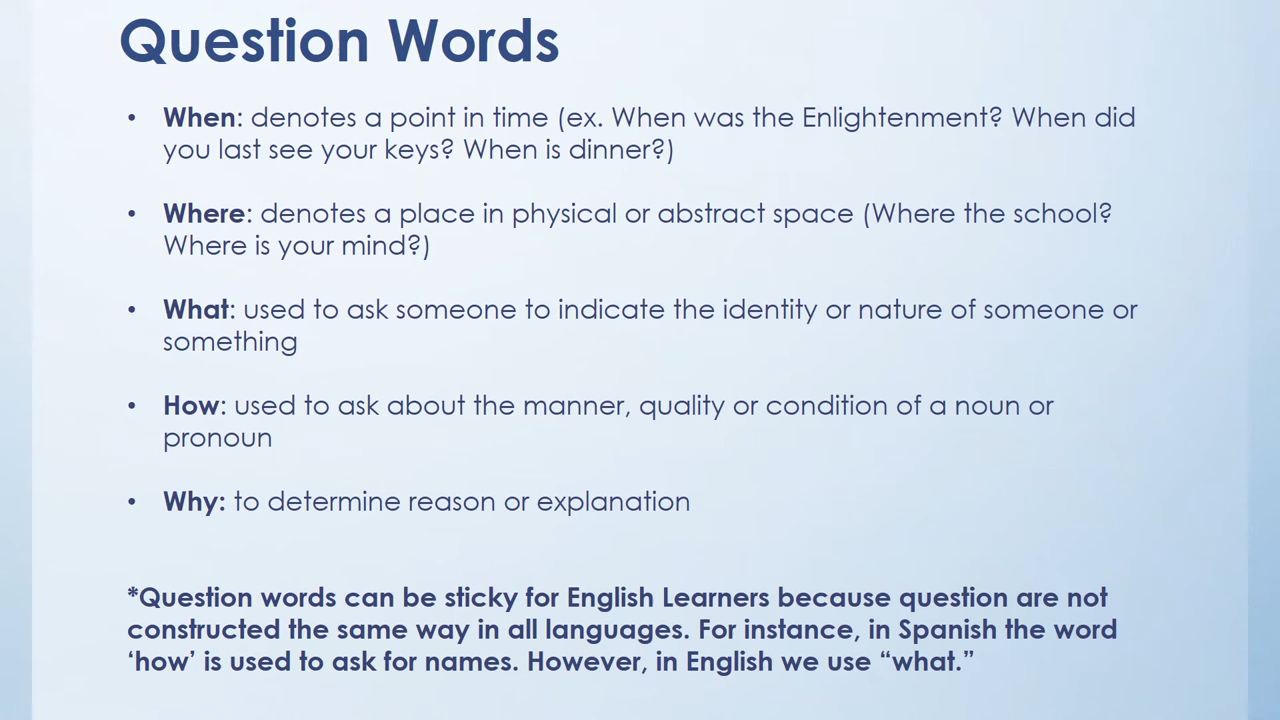 Question Words
• When: denotes a point in time (ex. When was the Enlightenment? When did
you last see your keys? When is dinner?)
• Where: denotes a place in physical or abstract space (Where the school?
Where is your mind?)
• What: used to ask someone to indicate the identity or nature of someone or
something
• How: used to ask about the manner, quality or condition of a noun or
pronoun
• Why: to determine reason or explanation
*Question words can be sticky for English Learners because question are not
constructed the same way in all languages. For instance, in Spanish the word
‘how’ is used to ask for names. However, in English we use “what.”